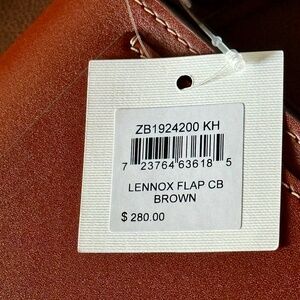 ZB1924200 KH
7 23764 63618 5
LENNOX FLAP CB
BROWN
$ 280.00